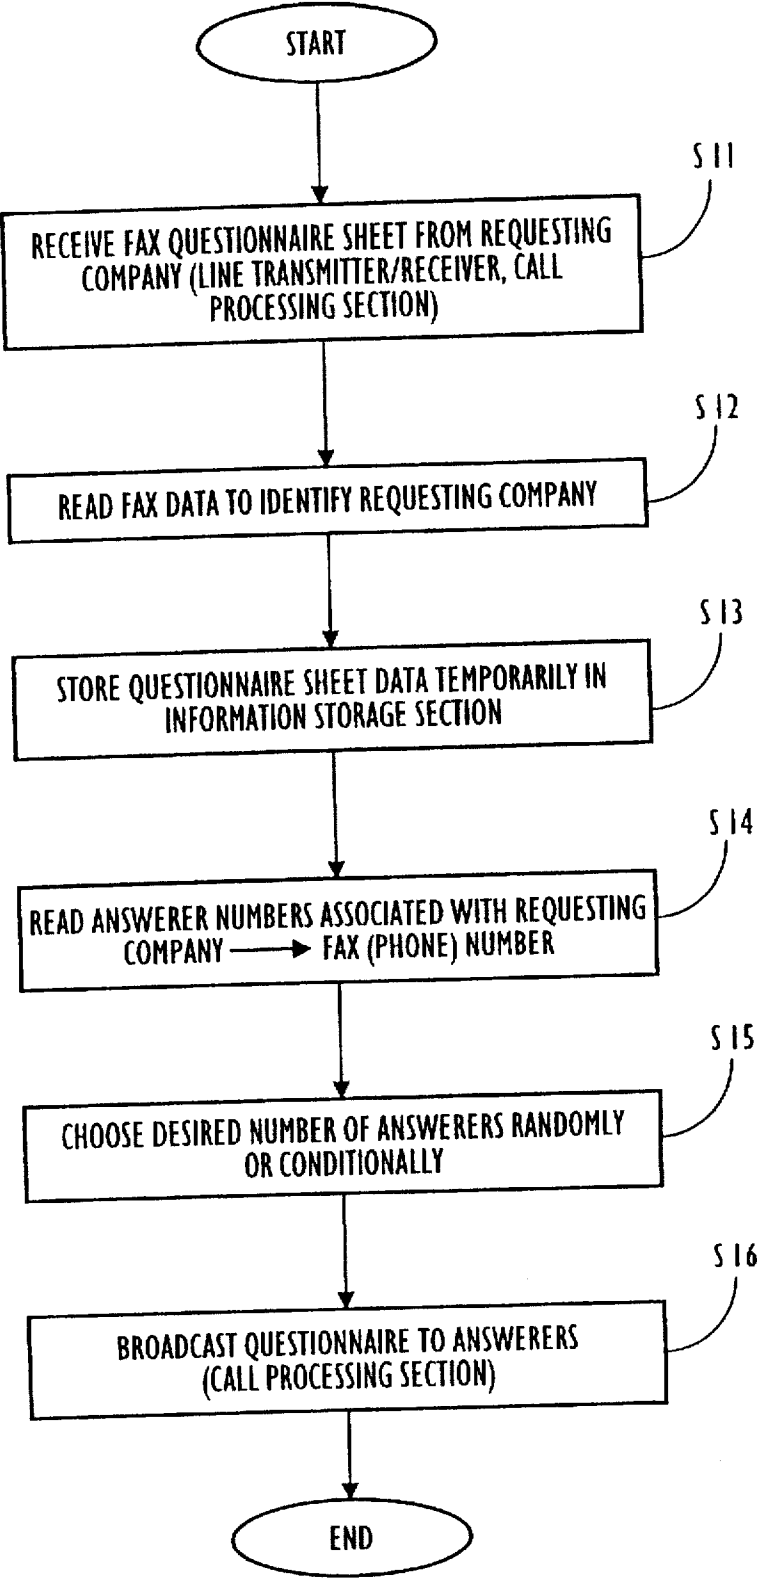 START
S11
RECEIVE FAX QUESTIONNAIRE SHEET FROM REQUESTING
COMPANY (LINE TRANSMITTER/RECEIVER, CALL
PROCESSING SECTION)
S12
READ FAX DATA TO IDENTIFY REQUESTING COMPANY
S13
STORE QUESTIONNAIRE SHEET DATA TEMPORARILY IN
INFORMATION STORAGE SECTION
S14
READ ANSWERER NUMBERS ASSOCIATED WITH REQUESTING
COMPANY → FAX (PHONE) NUMBER
S15
CHOOSE DESIRED NUMBER OF ANSWERERS RANDOMLY
OR CONDITIONALLY
S16
BROADCAST QUESTIONNAIRE TO ANSWERERS
(CALL PROCESSING SECTION)
END